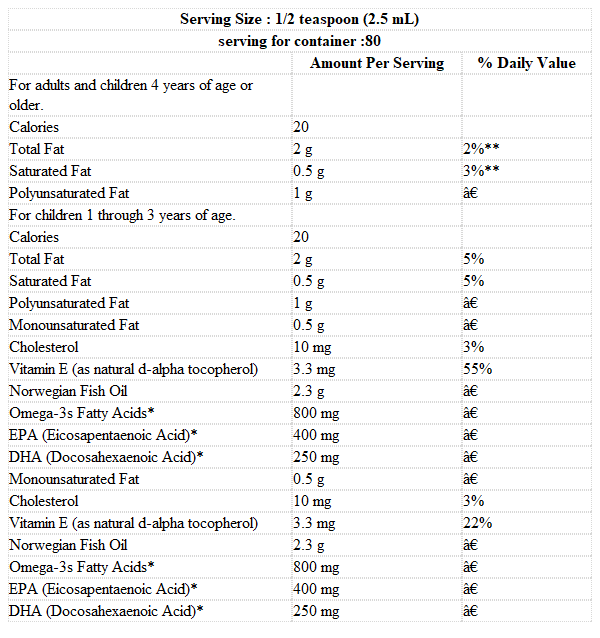 Serving Size : 1/2 teaspoon (2.5 mL)
serving for container :80
Amount Per Serving % Daily Value
For adults and children 4 years of age or
older.
Calories 20
Total Fat 2 g 2%**
Saturated Fat 0.5 g 3%**
Polyunsaturated Fat 1 g â€
For children 1 through 3 years of age.
Calories 20
Total Fat 2 g 5%
Saturated Fat 0.5 g 5%
Polyunsaturated Fat 1 g â€
Monounsaturated Fat 0.5 g â€
Cholesterol 10 mg 3%
Vitamin E (as natural d-alpha tocopherol) 3.3 mg 55%
Norwegian Fish Oil 2.3 g â€
Omega-3s Fatty Acids* 800 mg â€
EPA (Eicosapentaenoic Acid)* 400 mg â€
DHA (Docosahexaenoic Acid)* 250 mg â€
Monounsaturated Fat 0.5 g â€
Cholesterol 10 mg 3%
Vitamin E (as natural d-alpha tocopherol) 3.3 mg 22%
Norwegian Fish Oil 2.3 g â€
Omega-3s Fatty Acids* 800 mg â€
EPA (Eicosapentaenoic Acid)* 400 mg â€
DHA (Docosahexaenoic Acid)* 250 mg â€